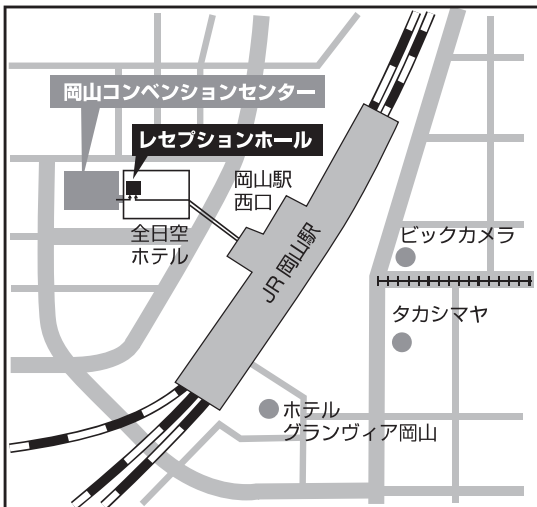 岡山コンベンションセンター
レセプションホール
岡山駅
西口
全日空
ホテル
JR 岡山駅
ビックカメラ
タカシマヤ
ホテル
グランヴィア岡山